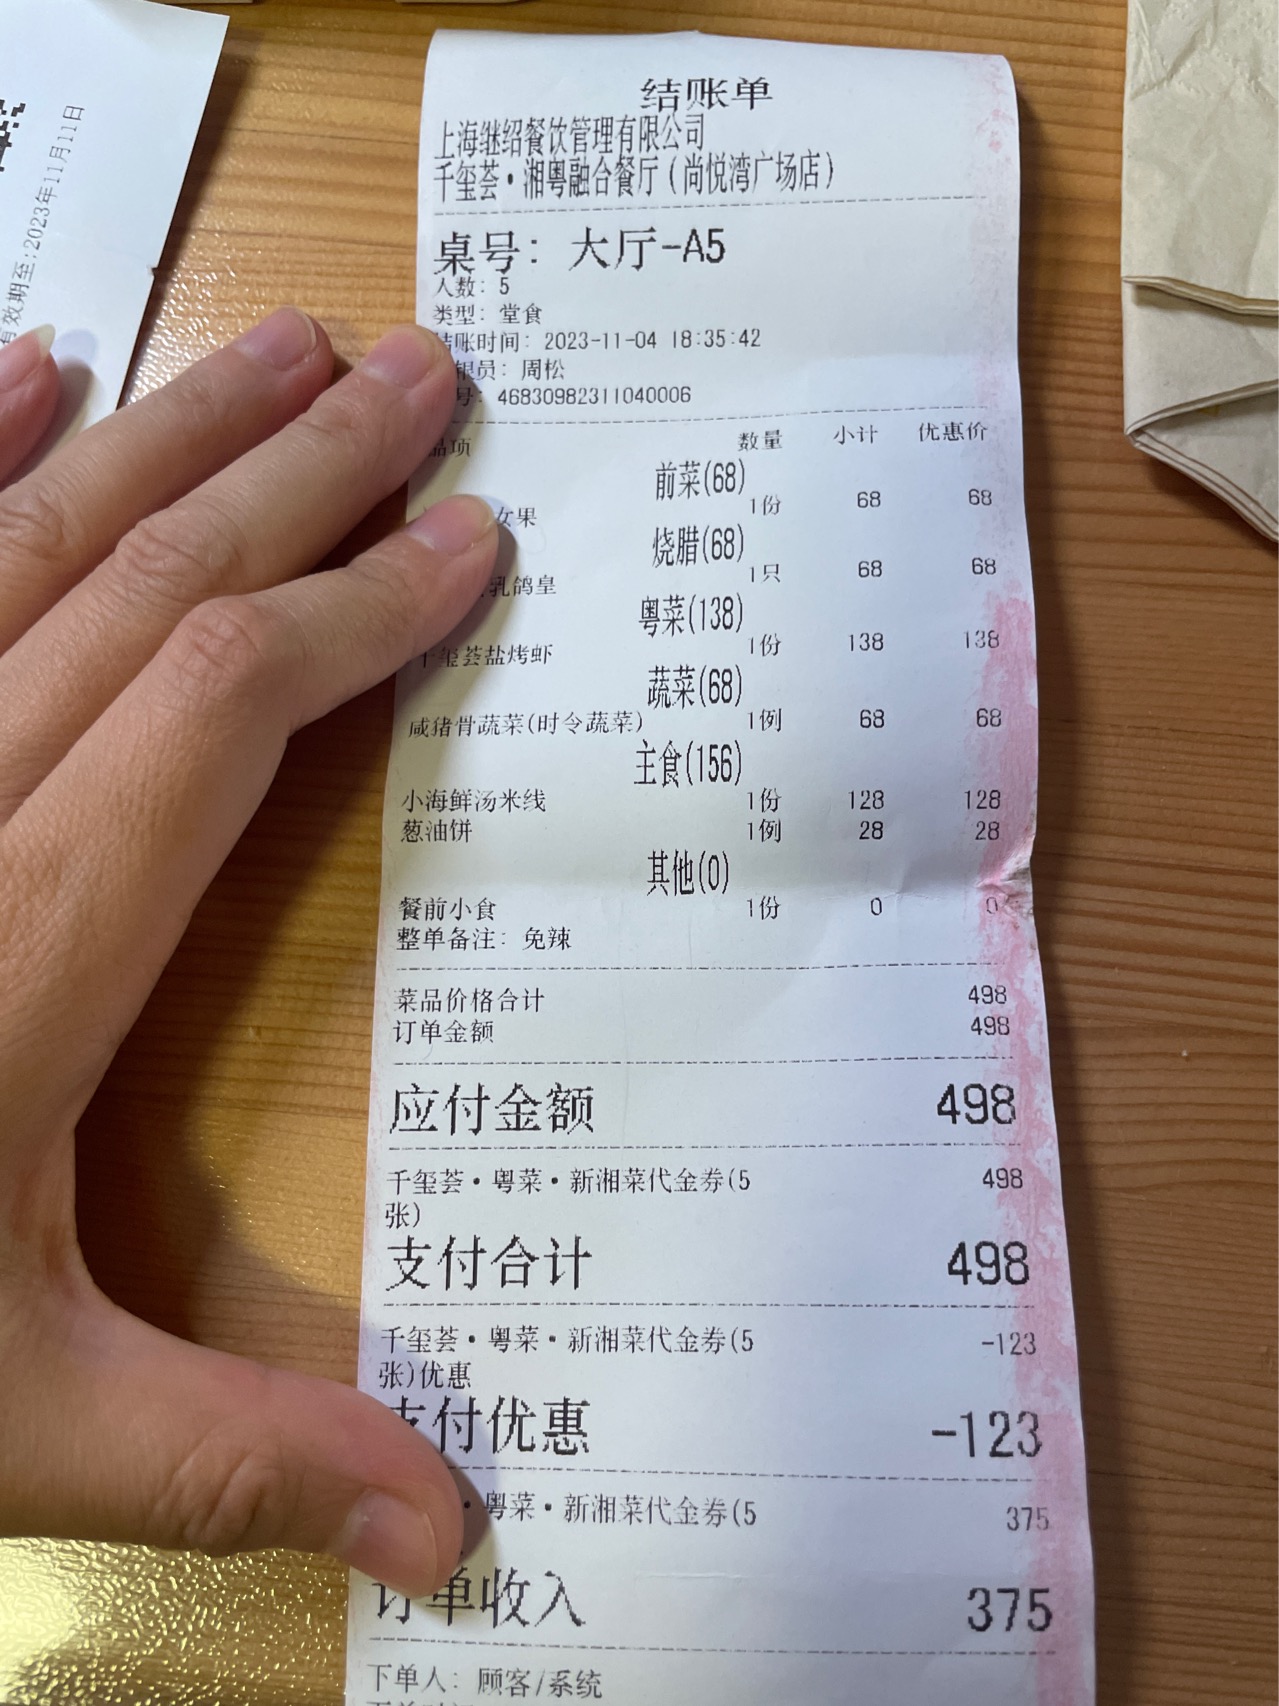 效期至:2023年11月11日
结账单
上海继绍餐饮管理有限公司
千玺荟·湘粤融合餐厅(尚悦湾广场店)
桌号: 大厅-A5
人数: 5
类型: 堂食
结账时间: 2023-11-04 18:35:42
银员: 周松
号: 46830982311040006
品项 数量 小计 优惠价
前菜(68)
女果 1份 68 68
烧腊(68)
乳鸽皇 1只 68 68
粤菜(138)
千玺荟盐烤虾 1份 138 138
蔬菜(68)
咸猪骨蔬菜(时令蔬菜) 1例 68 68
主食(156)
小海鲜汤米线 1份 128 128
葱油饼 1例 28 28
其他(0)
餐前小食 1份 0 0
整单备注: 免辣
菜品价格合计 498
订单金额 498
应付金额 498
千玺荟·粤菜·新湘菜代金券(5 498
张)
支付合计 498
千玺荟·粤菜·新湘菜代金券(5 -123
张)优惠
支付优惠 -123
·粤菜·新湘菜代金券(5 375
订单收入 375
下单人: 顾客/系统